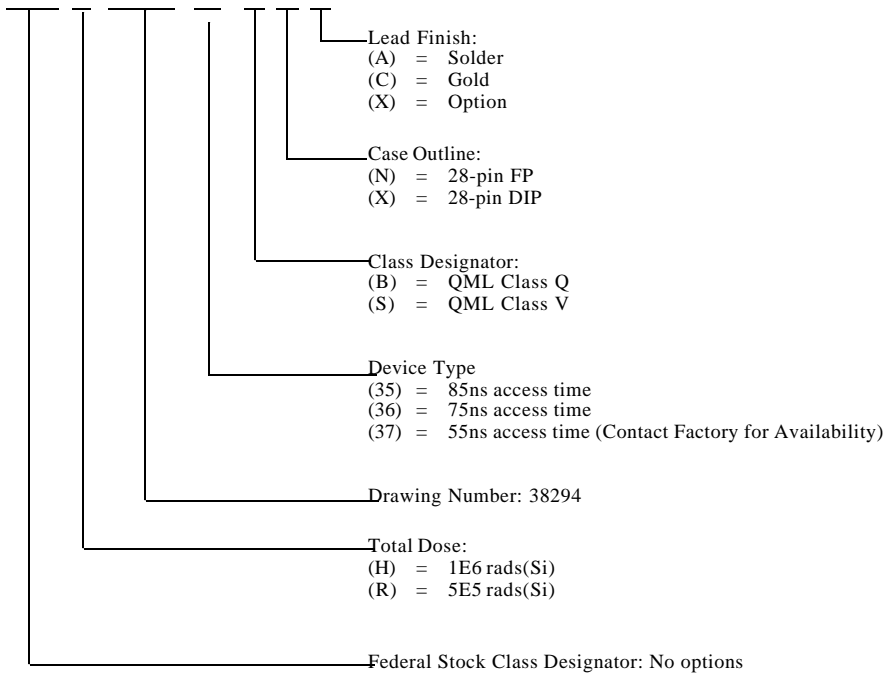 Lead Finish:
(A) = Solder
(C) = Gold
(X) = Option
Case Outline:
(N) = 28-pin FP
(X) = 28-pin DIP
Class Designator:
(B) = QML Class Q
(S) = QML Class V
Device Type
(35) = 85ns access time
(36) = 75ns access time
(37) = 55ns access time (Contact Factory for Availability)
Drawing Number: 38294
Total Dose:
(H) = 1E6 rads(Si)
(R) = 5E5 rads(Si)
Federal Stock Class Designator: No options